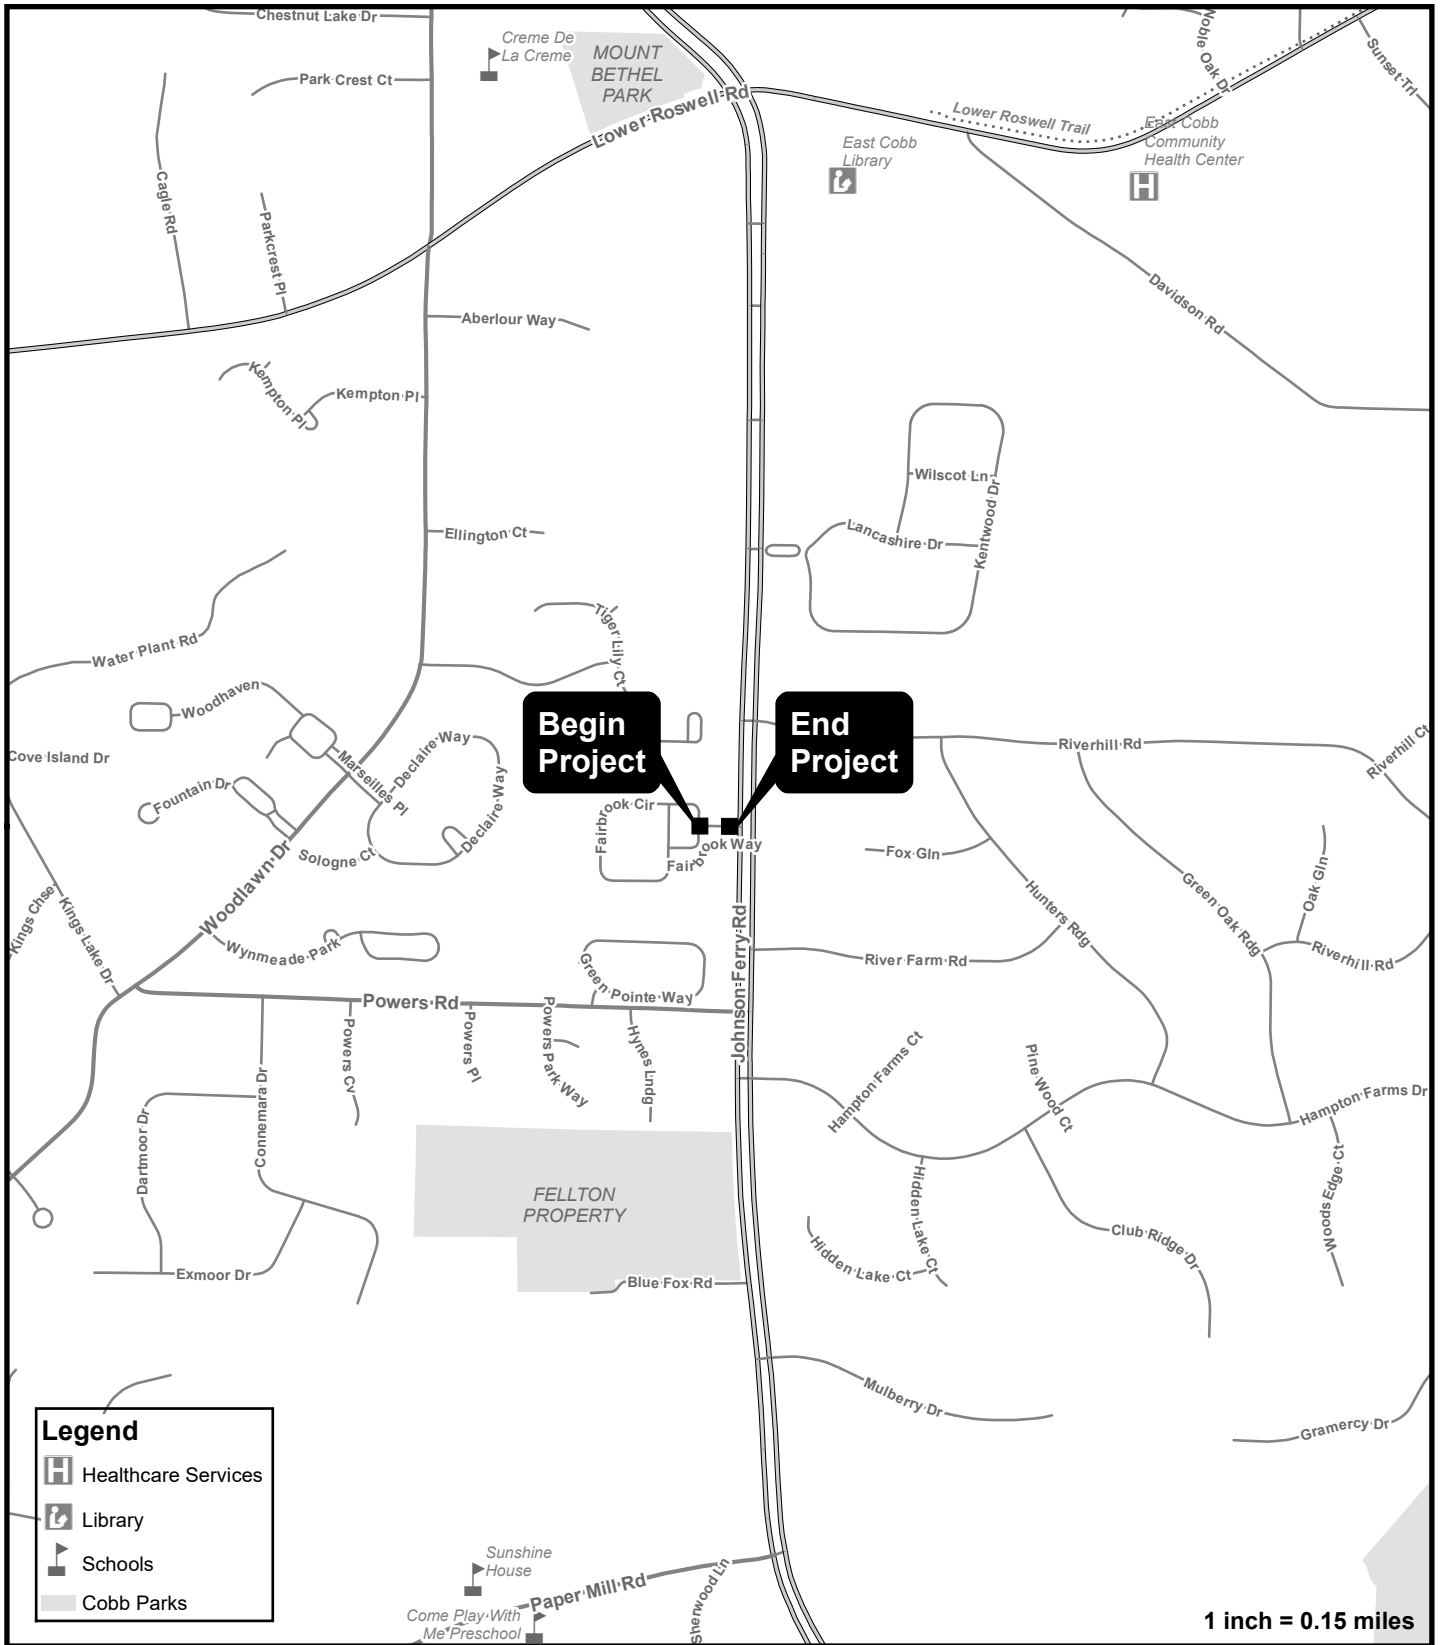 Chestnut Lake Dr
Creme De
La Creme
MOUNT
BETHEL
PARK
Noble Oak Dr
Sunset Trl
Park Crest Ct
Lower Roswell Rd
Lower Roswell Trail
East Cobb
Community
Health Center
East Cobb
Library
Cagle Rd
Parkcrest Pl
Davidson Rd
Aberlour Way
Kempton Pl
Kempton Pl
Wilscot Ln
Kentwood Dr
Lancashire Dr
Ellington Ct
Tiger Lily Ct
Water Plant Rd
Woodhaven
Begin
Project
End
Project
Riverhill Rd
Riverhill Ct
Cove Island Dr
Marseilles Pl
Declaire Way
Declaire Way
Fountain Dr
Fairbrook Cir
Fairbrook Way
Sologne Ct
Woodlawn Dr
Fox Gln
Hunters Rdg
Green Oak Rdg
Oak Gln
Kings Chse
Kings Lake Dr
Wynmeade Park
Johnson Ferry Rd
River Farm Rd
Riverhill Rd
Green Pointe Way
Powers Rd
Powers Cv
Powers Pl
Powers Park Way
Hynes Lndg
Hampton Farms Ct
Pine Wood Ct
Hampton Farms Dr
Connemara Dr
Dartmoor Dr
Woods Edge Ct
FELLTON
PROPERTY
Hidden Lake Ct
Hidden Lake Ct
Club Ridge Dr
Exmoor Dr
Blue Fox Rd
Mulberry Dr
Gramercy Dr
Legend
Healthcare Services
Library
Schools
Cobb Parks
Sunshine
House
Paper Mill Rd
Sherwood Ln
Come Play With
Me Preschool
1 inch = 0.15 miles